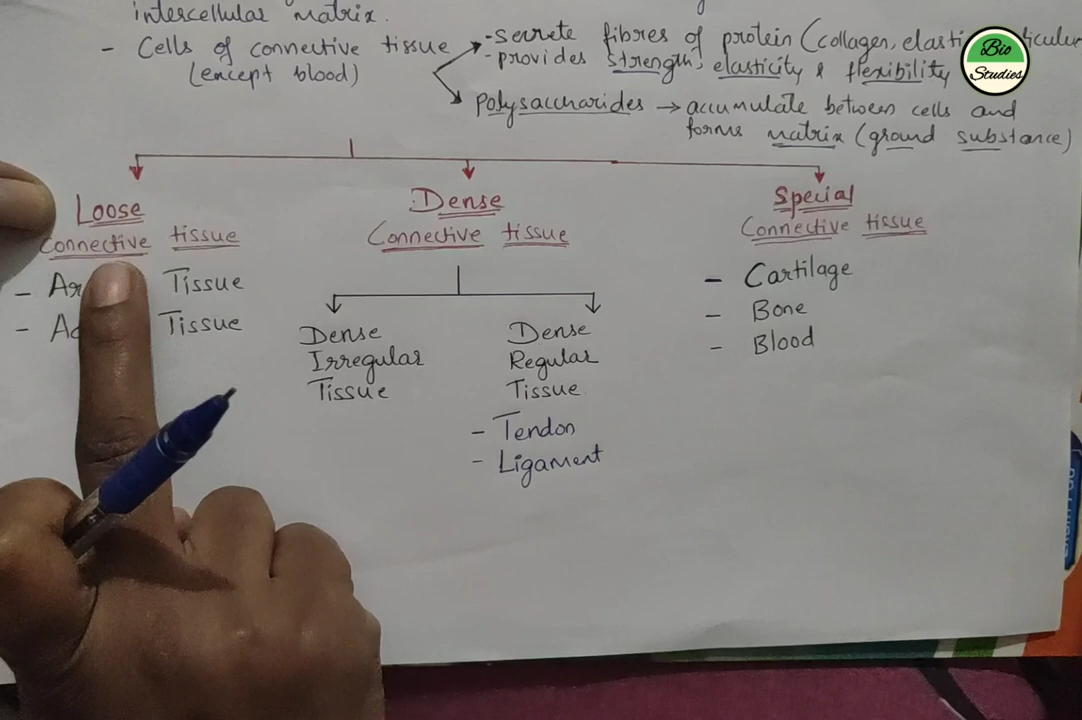 intercellular matrix.
- Cells of connective tissue
(except blood)
- secrete fibres of protein (collagen,
- provides strength, elasticity & flexibility
Polysaccharides → accumulate between cells and
forms matrix (ground substance)
Bio
Studies
Loose
connective tissue
- Tissue
- Tissue
Dense
Connective tissue
Dense
Irregular
Tissue
Dense
Regular
Tissue
- Tendon
- Ligament
Special
Connective tissue
- Cartilage
- Bone
- Blood